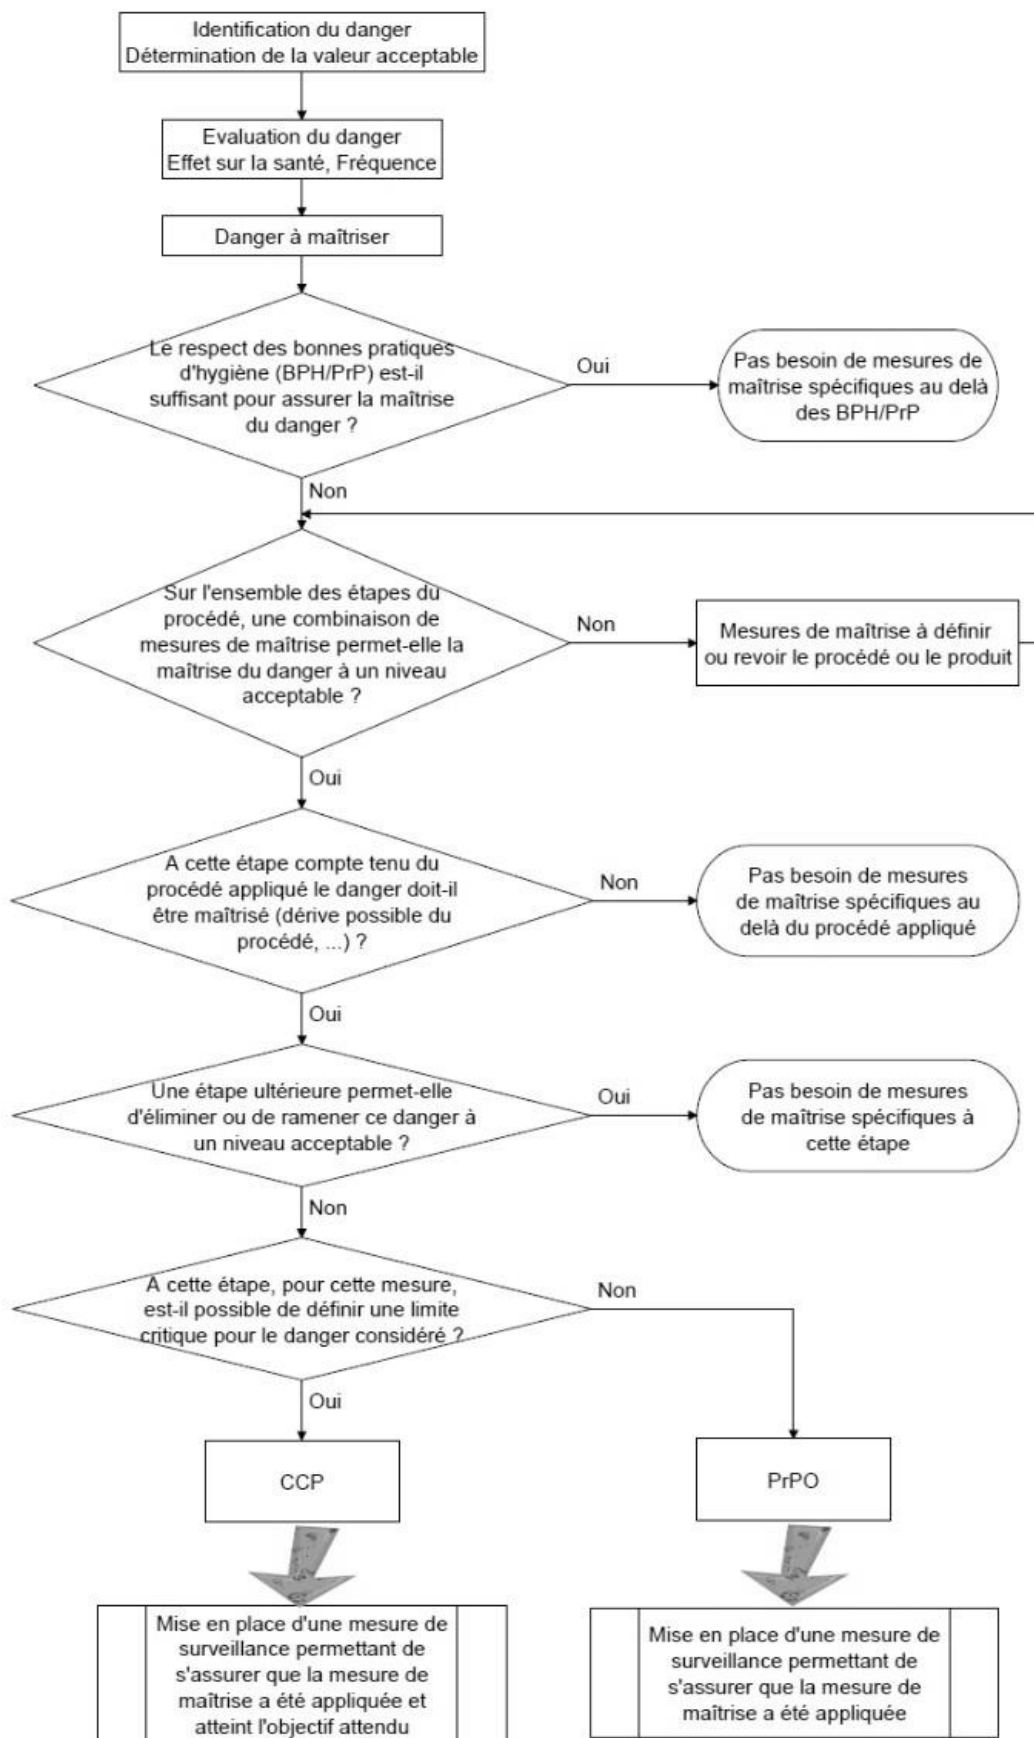 Identification du danger
Détermination de la valeur acceptable
Evaluation du danger
Effet sur la santé, Fréquence
Danger à maîtriser
Le respect des bonnes pratiques
d'hygiène (BPH/PrP) est-il
suffisant pour assurer la maîtrise
du danger ?
Oui
Pas besoin de mesures de
maîtrise spécifiques au delà
des BPH/PrP
Non
Sur l'ensemble des étapes du
procédé, une combinaison de
mesures de maîtrise permet-elle la
maîtrise du danger à un niveau
acceptable ?
Non
Mesures de maîtrise à définir
ou revoir le procédé ou le produit
Oui
A cette étape compte tenu du
procédé appliqué le danger doit-il
être maîtrisé (dérive possible du
procédé, ...) ?
Non
Pas besoin de mesures
de maîtrise spécifiques au
delà du procédé appliqué
Oui
Une étape ultérieure permet-elle
d'éliminer ou de ramener ce danger à
un niveau acceptable ?
Oui
Pas besoin de mesures
de maîtrise spécifiques à
cette étape
Non
A cette étape, pour cette mesure,
est-il possible de définir une limite
critique pour le danger considéré ?
Non
Oui
CCP
PrPO
Mise en place d'une mesure de
surveillance permettant de
s'assurer que la mesure de
maîtrise a été appliquée et
atteint l'objectif attendu
Mise en place d'une mesure de
surveillance permettant de
s'assurer que la mesure de
maîtrise a été appliquée